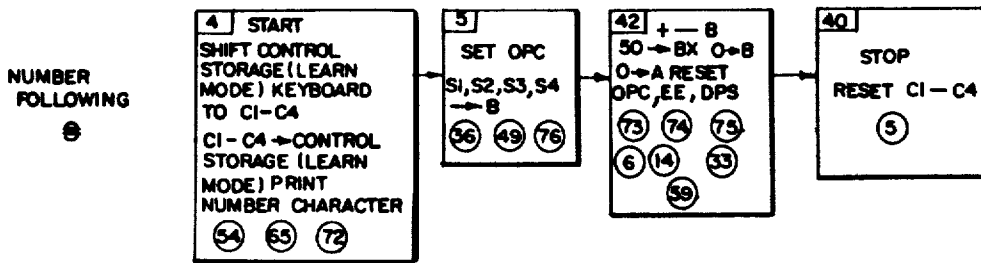 NUMBER
FOLLOWING
4 START
SHIFT CONTROL
STORAGE (LEARN
MODE) KEYBOARD
TO C1-C4
C1-C4→CONTROL
STORAGE (LEARN
MODE) PRINT
NUMBER CHARACTER
54 65 72
5
SET OPC
S1, S2, S3, S4
→ B
36 49 76
42 + — B
50 → BX 0→B
0→A RESET
OPC, EE, DPS
73 74 75
6 14 33
59
40
STOP
RESET C1-C4
5